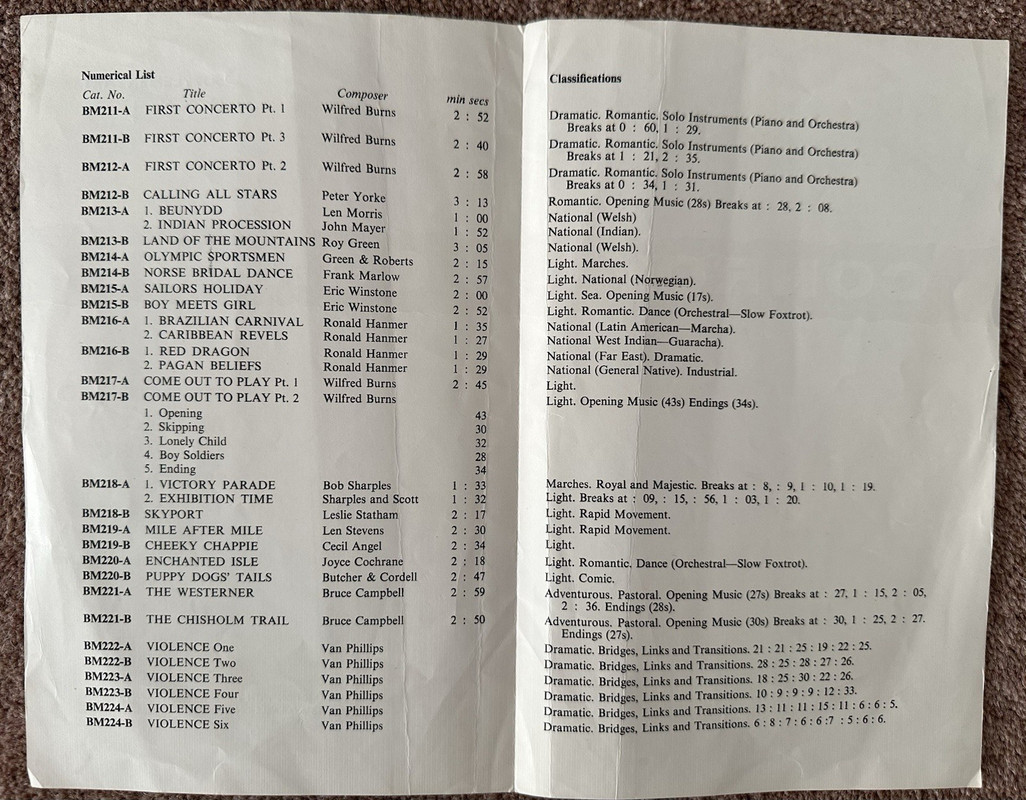 Numerical List
Cat. No. Title Composer min secs
BM211-A FIRST CONCERTO Pt. 1 Wilfred Burns 2 : 52
BM211-B FIRST CONCERTO Pt. 3 Wilfred Burns 2 : 40
BM212-A FIRST CONCERTO Pt. 2 Wilfred Burns 2 : 58
BM212-B CALLING ALL STARS Peter Yorke 3 : 13
BM213-A 1. BEUNYDD Len Morris 1 : 00
2. INDIAN PROCESSION John Mayer 1 : 52
BM213-B LAND OF THE MOUNTAINS Roy Green 3 : 05
BM214-A OLYMPIC SPORTSMEN Green & Roberts 2 : 15
BM214-B NORSE BRIDAL DANCE Frank Marlow 2 : 57
BM215-A SAILORS HOLIDAY Eric Winstone 2 : 00
BM215-B BOY MEETS GIRL Eric Winstone 2 : 52
BM216-A 1. BRAZILIAN CARNIVAL Ronald Hanmer 1 : 35
2. CARIBBEAN REVELS Ronald Hanmer 1 : 27
BM216-B 1. RED DRAGON Ronald Hanmer 1 : 29
2. PAGAN BELIEFS Ronald Hanmer 1 : 29
BM217-A COME OUT TO PLAY Pt. 1 Wilfred Burns 2 : 45
BM217-B COME OUT TO PLAY Pt. 2 Wilfred Burns
1. Opening 43
2. Skipping 30
3. Lonely Child 32
4. Boy Soldiers 28
5. Ending 34
BM218-A 1. VICTORY PARADE Bob Sharples 1 : 33
2. EXHIBITION TIME Sharples and Scott 1 : 32
BM218-B SKYPORT Leslie Statham 2 : 17
BM219-A MILE AFTER MILE Len Stevens 2 : 30
BM219-B CHEEKY CHAPPIE Cecil Angel 2 : 34
BM220-A ENCHANTED ISLE Joyce Cochrane 2 : 18
BM220-B PUPPY DOGS' TAILS Butcher & Cordell 2 : 47
BM221-A THE WESTERNER Bruce Campbell 2 : 59
BM221-B THE CHISHOLM TRAIL Bruce Campbell 2 : 50
BM222-A VIOLENCE One Van Phillips
BM222-B VIOLENCE Two Van Phillips
BM223-A VIOLENCE Three Van Phillips
BM223-B VIOLENCE Four Van Phillips
BM224-A VIOLENCE Five Van Phillips
BM224-B VIOLENCE Six Van Phillips
Classifications
Dramatic. Romantic. Solo Instruments (Piano and Orchestra)
Breaks at 0 : 60, 1 : 29.
Dramatic. Romantic. Solo Instruments (Piano and Orchestra)
Breaks at 1 : 21, 2 : 35.
Dramatic. Romantic. Solo Instruments (Piano and Orchestra)
Breaks at 0 : 34, 1 : 31.
Romantic. Opening Music (28s) Breaks at : 28, 2 : 08.
National (Welsh)
National (Indian).
National (Welsh).
Light. Marches.
Light. National (Norwegian).
Light. Sea. Opening Music (17s).
Light. Romantic. Dance (Orchestral—Slow Foxtrot).
National (Latin American—Marcha).
National West Indian—Guaracha).
National (Far East). Dramatic.
National (General Native). Industrial.
Light.
Light. Opening Music (43s) Endings (34s).
Marches. Royal and Majestic. Breaks at : 8, : 9, 1 : 10, 1 : 19.
Light. Breaks at : 09, : 15, : 56, 1 : 03, 1 : 20.
Light. Rapid Movement.
Light. Rapid Movement.
Light.
Light. Romantic. Dance (Orchestral—Slow Foxtrot).
Light. Comic.
Adventurous. Pastoral. Opening Music (27s) Breaks at : 27, 1 : 15, 2 : 05,
2 : 36. Endings (28s).
Adventurous. Pastoral. Opening Music (30s) Breaks at : 30, 1 : 25, 2 : 27.
Endings (27s).
Dramatic. Bridges, Links and Transitions. 21 : 21 : 25 : 19 : 22 : 25.
Dramatic. Bridges, Links and Transitions. 28 : 25 : 28 : 27 : 26.
Dramatic. Bridges, Links and Transitions. 18 : 25 : 30 : 22 : 26.
Dramatic. Bridges, Links and Transitions. 10 : 9 : 9 : 9 : 12 : 33.
Dramatic. Bridges, Links and Transitions. 13 : 11 : 11 : 15 : 11 : 6 : 6 : 5.
Dramatic. Bridges, Links and Transitions. 6 : 8 : 7 : 6 : 6 :7 : 5 : 6 : 6.